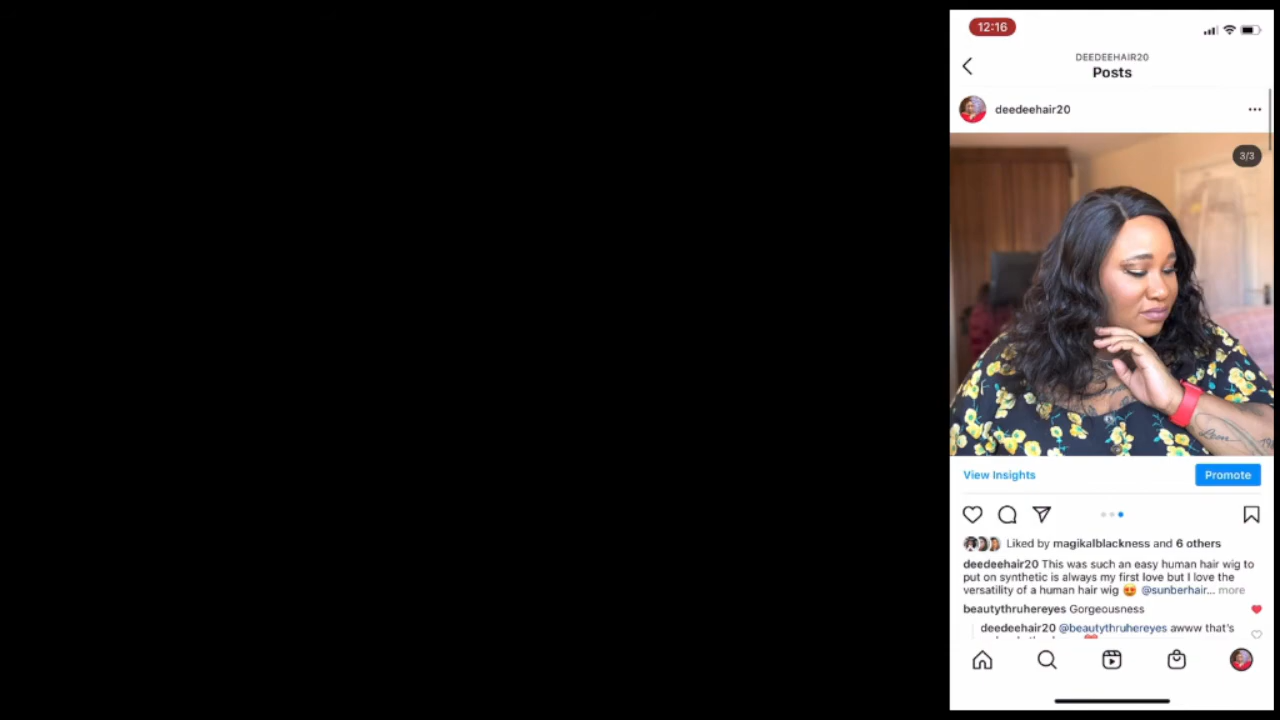 12:16
DEEDEEHAIR20
Posts
deedeehair20
3/3
View Insights
Promote
Liked by magikalblackness and 6 others
deedeehair20 This was such an easy human hair wig to
put on synthetic is always my first love but I love the
versatility of a human hair wig 😍 @sunberhair... more
beautythruhereyes Gorgeousness
deedeehair20 @beautythruhereyes awww that's